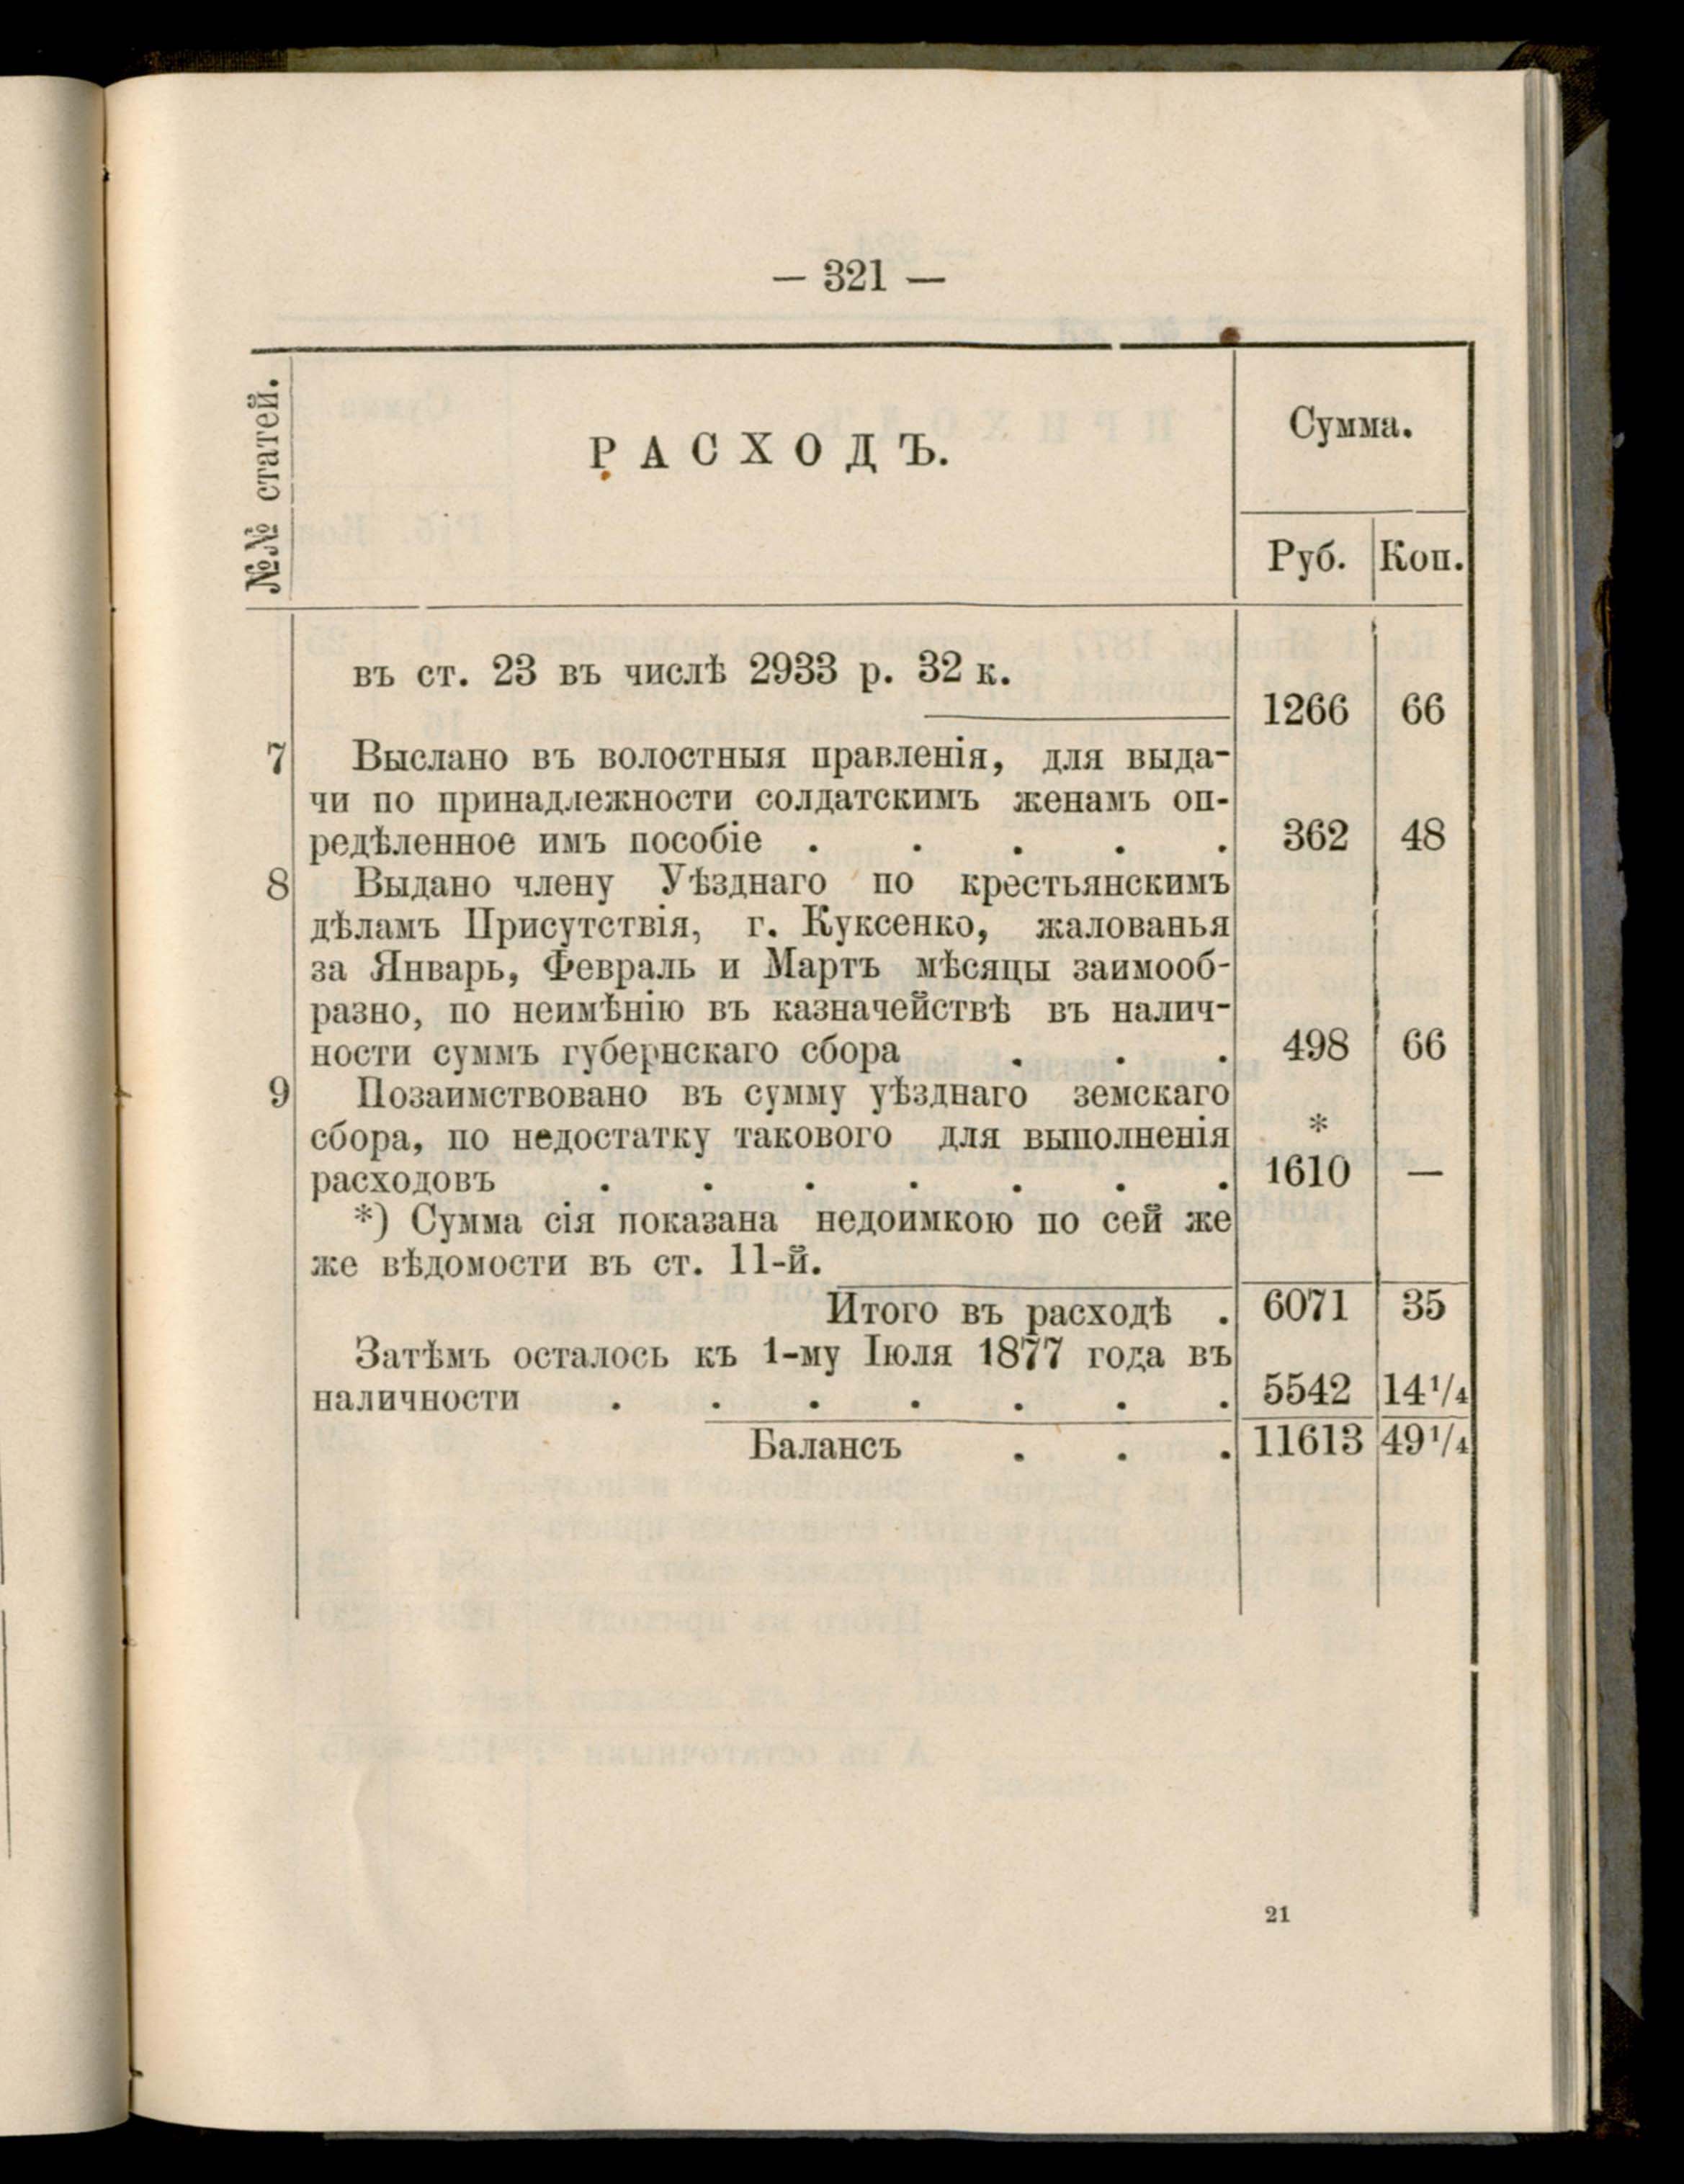 — 321 —
№№ статей.
РАСХОДЪ.
Сумма.
Руб. Коп.
въ ст. 23 въ числѣ 2933 р. 32 к.
1266 66
7 Выслано въ волостныя правленія, для выда-
чи по принадлежности солдатскимъ женамъ оп-
редѣленное имъ пособіе . . . . . 362 48
8 Выдано члену Уѣзднаго по крестьянскимъ
дѣламъ Присутствія, г. Куксенко, жалованья
за Январь, Февраль и Мартъ мѣсяцы заимооб-
разно, по неимѣнію въ казначействѣ въ налич-
ности суммъ губернскаго сбора . . . 498 66
9 Позаимствовано въ сумму уѣзднаго земскаго
сбора, по недостатку такового для выполненія *
расходовъ . . . . . . . 1610 —
*) Сумма сія показана недоимкою по сей же
же вѣдомости въ ст. 11-й.
Итого въ расходѣ . 6071 35
Затѣмъ осталось къ 1-му Іюля 1877 года въ
наличности . . . . . . . 5542 14¹/₄
Балансъ . . . 11613 49¹/₄
21